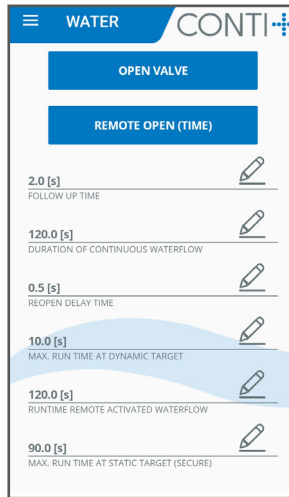 WATER
CONTI+
OPEN VALVE
REMOTE OPEN (TIME)
2.0 [s]
FOLLOW UP TIME
120.0 [s]
DURATION OF CONTINUOUS WATERFLOW
0.5 [s]
REOPEN DELAY TIME
10.0 [s]
MAX. RUN TIME AT DYNAMIC TARGET
120.0 [s]
RUNTIME REMOTE ACTIVATED WATERFLOW
90.0 [s]
MAX. RUN TIME AT STATIC TARGET (SECURE)